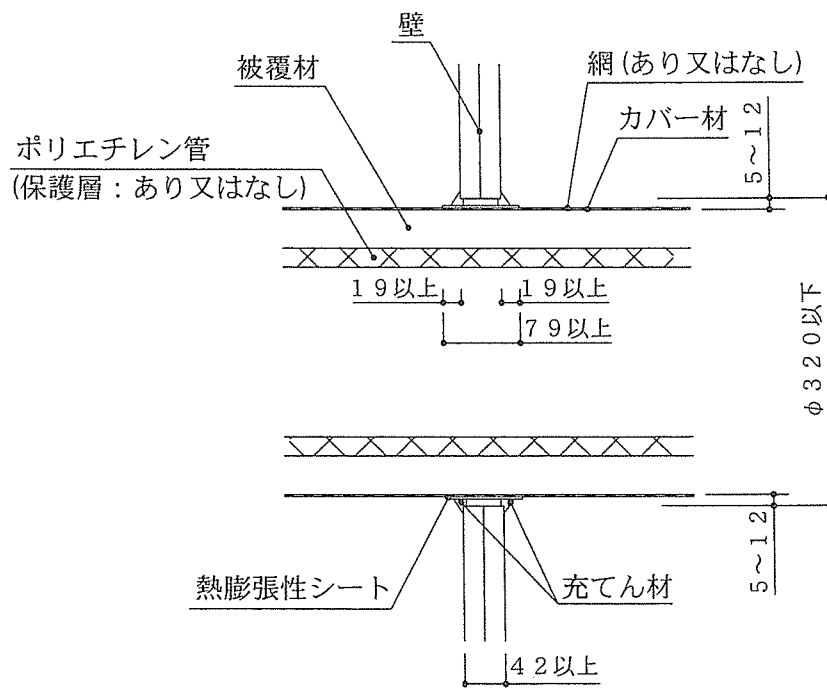 壁
被覆材
網(あり又はなし)
カバー材
5~12
ポリエチレン管
(保護層:あり又はなし)
19以上
19以上
79以上
φ320以下
熱膨張性シート
充てん材
5~12
42以上